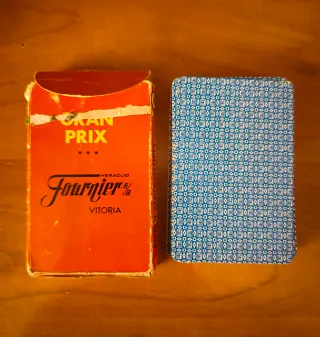 GRAN
PRIX
HERACLIO
Fournier S/A
VITORIA